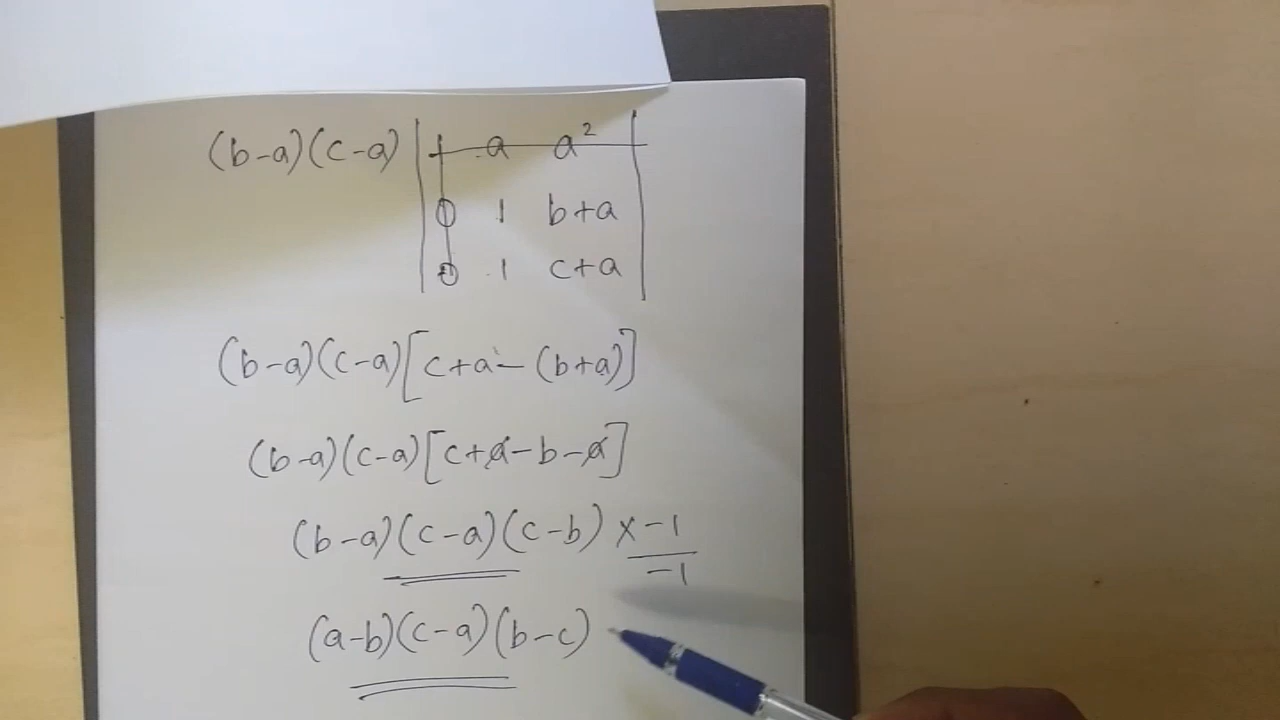 (b-a)(c-a) | 1 a a² |
| 0 1 b+a |
| 0 1 c+a |
(b-a)(c-a)[c+a-(b+a)]
(b-a)(c-a)[c+a-b-a]
(b-a)(c-a)(c-b) × -1/-1
(a-b)(c-a)(b-c)